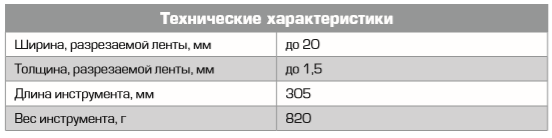 Технические характеристики
Ширина, разрезаемой ленты, мм до 20
Толщина, разрезаемой ленты, мм до 1,5
Длина инструмента, мм 305
Вес инструмента, г 820